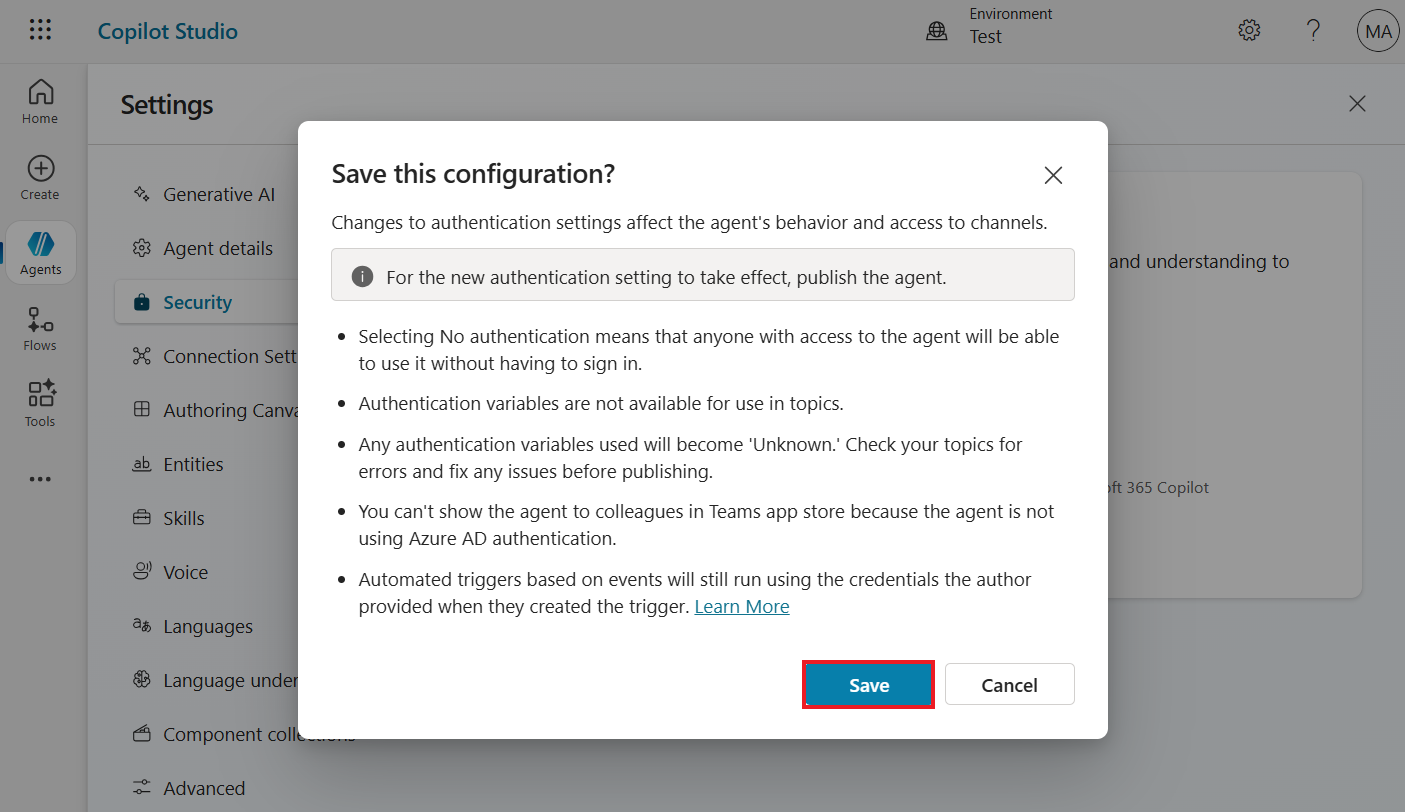 Copilot Studio
Environment
Test
MA
Home
Create
Agents
Flows
Tools
Settings
Generative AI
Agent details
Security
Connection Sett
Authoring Canva
Entities
Skills
Voice
Languages
Language under
Component collections
Advanced
and understanding to
oft 365 Copilot
Save this configuration?
Changes to authentication settings affect the agent's behavior and access to channels.
For the new authentication setting to take effect, publish the agent.
• Selecting No authentication means that anyone with access to the agent will be able
to use it without having to sign in.
• Authentication variables are not available for use in topics.
• Any authentication variables used will become 'Unknown.' Check your topics for
errors and fix any issues before publishing.
• You can't show the agent to colleagues in Teams app store because the agent is not
using Azure AD authentication.
• Automated triggers based on events will still run using the credentials the author
provided when they created the trigger. Learn More
Save
Cancel